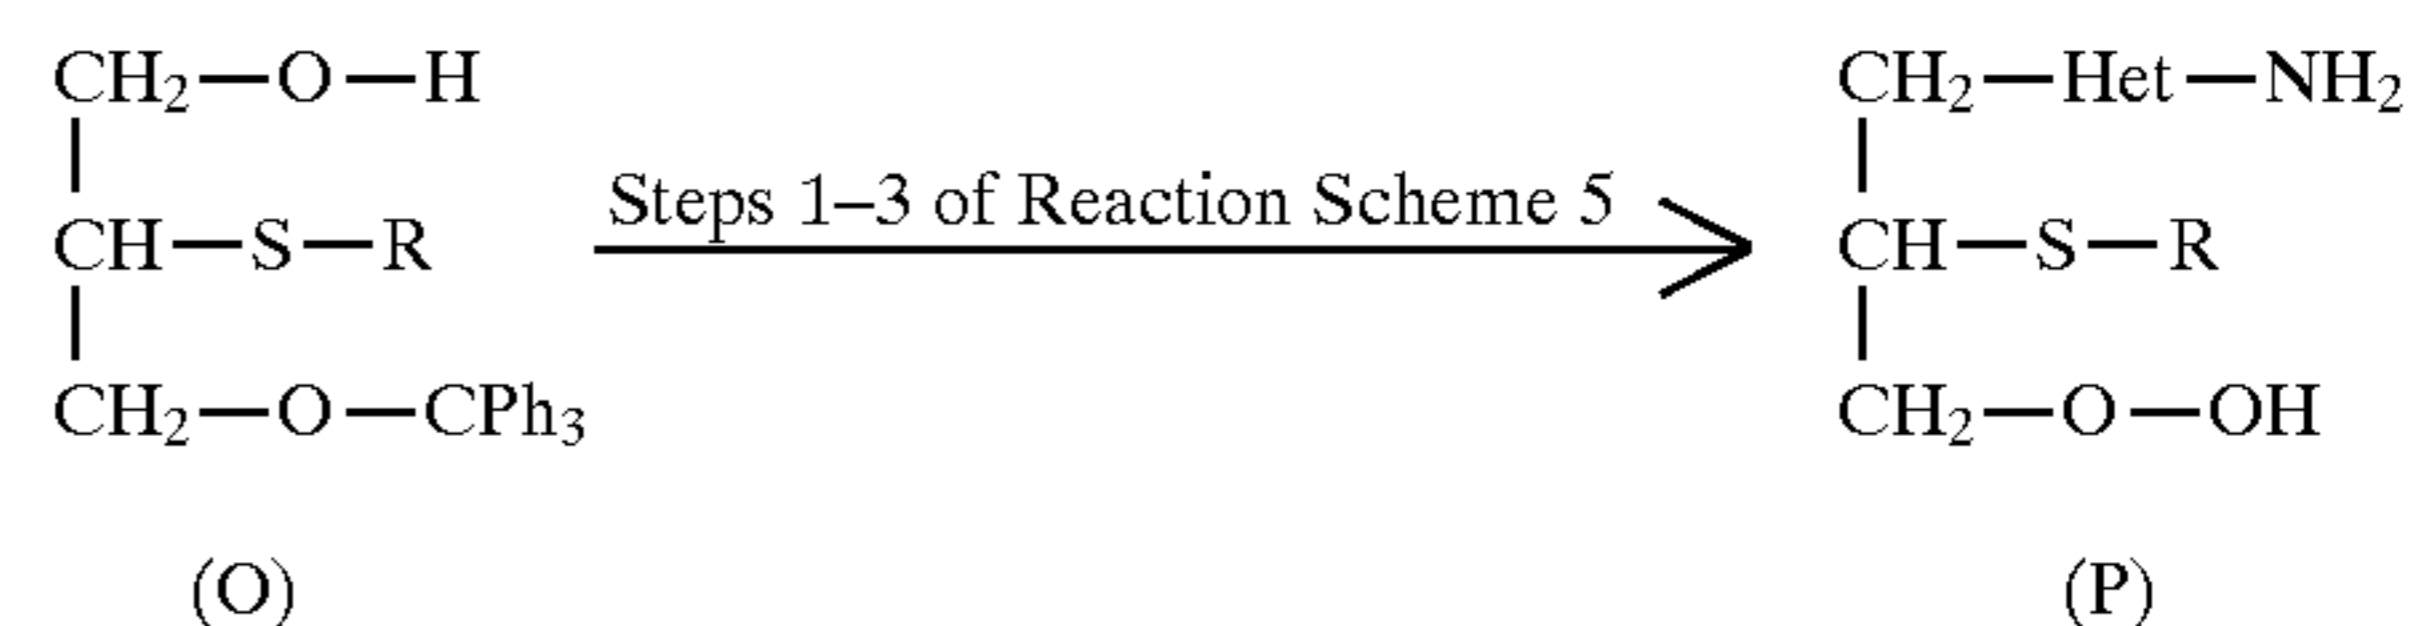 CH₂—O—H CH₂—Het—NH₂
Steps 1–3 of Reaction Scheme 5
CH—S—R CH—S—R
CH₂—O—CPh₃ CH₂—O—OH
(O) (P)